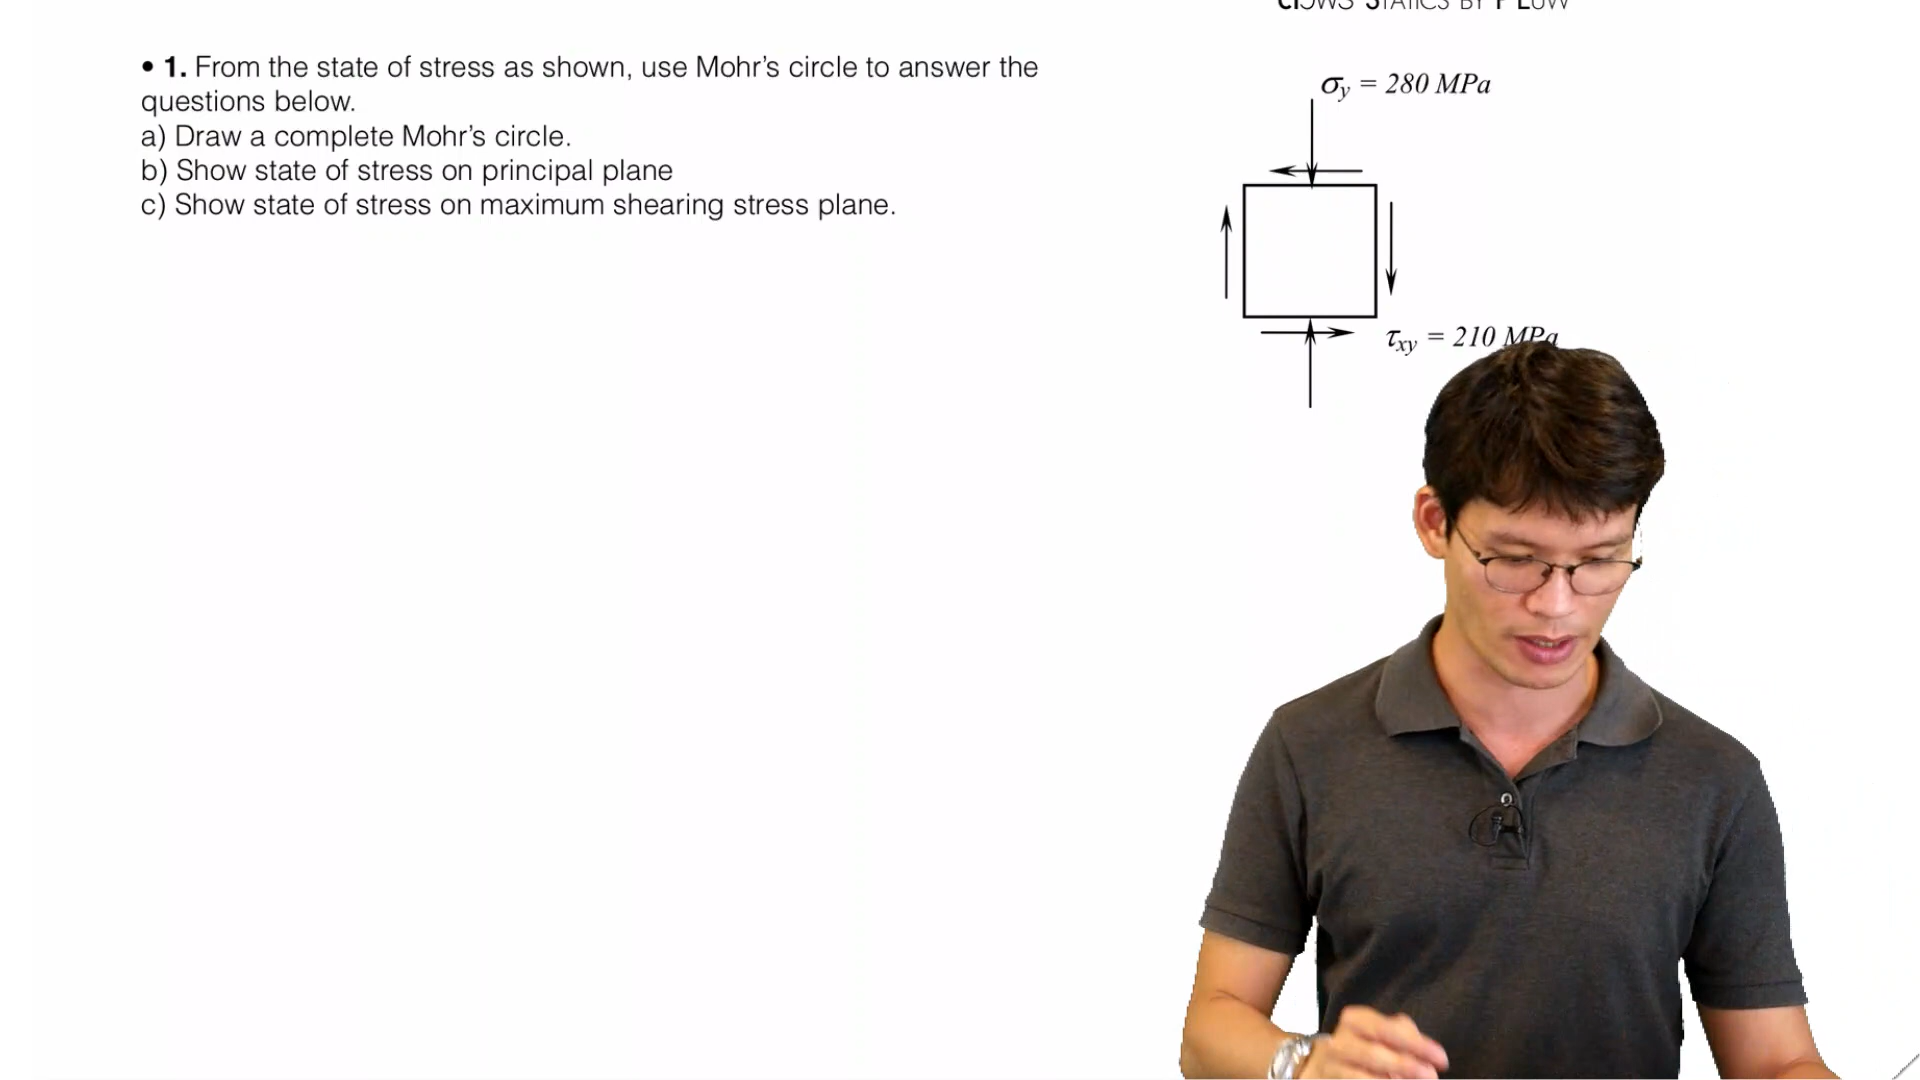 • 1. From the state of stress as shown, use Mohr's circle to answer the
questions below.
a) Draw a complete Mohr's circle.
b) Show state of stress on principal plane
c) Show state of stress on maximum shearing stress plane.
STATICS BY
σy = 280 MPa
τxy = 210 MPa